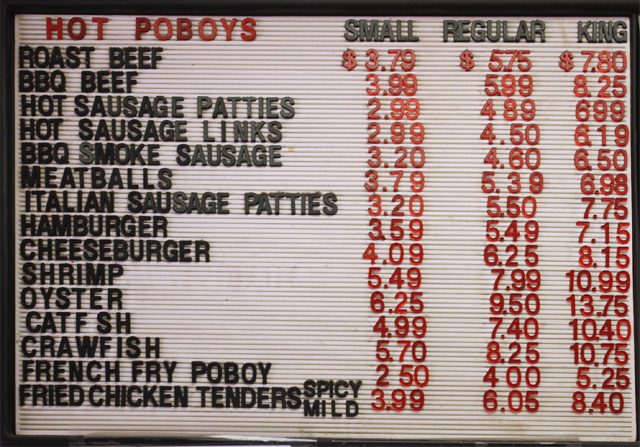 HOT POBOYS SMALL REGULAR KING
ROAST BEEF $ 3.79 $ 5.75 $ 7.80
BBQ BEEF 3.99 5.99 8.25
HOT SAUSAGE PATTIES 2.99 4 89 699
HOT SAUSAGE LINKS 2.99 4.50 6.19
BBQ SMOKE SAUSAGE 3.20 4.60 6.50
MEATBALLS 3.79 5.39 6.98
ITALIAN SAUSAGE PATTIES 3.20 5.50 7.75
HAMBURGER 3.59 5.49 7.15
CHEESEBURGER 4.09 6.25 8.15
SHRIMP 5.49 7.99 10.99
OYSTER 6.25 9.50 13.75
CATF SH 4.99 7.40 10.40
CRAWFISH 5.70 8.25 10.75
FRENCH FRY POBOY 2 50 4 00 5.25
FRIED CHICKEN TENDERS SPICY MILD 3.99 6.05 8.40